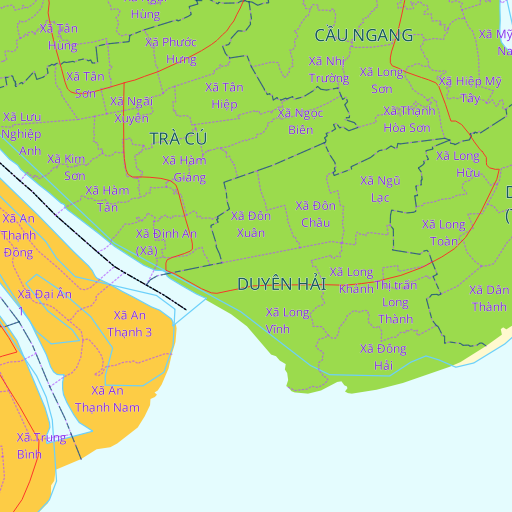 Xã Ngọc
Hùng
Xã Tân
Hùng
Xã Phước
Hưng
CẦU NGANG
Xã Mỹ
Xã Nhị
Trường
Xã Long
Sơn
Xã Hiệp Mỹ
Tây
Xã Tân
Sơn
Xã Ngãi
Xuyên
Xã Tân
Hiệp
Xã Ngọc
Biên
Xã Thạnh
Hòa Sơn
Xã Lưu
Nghiệp
Anh
TRÀ CÚ
Xã Kim
Sơn
Xã Hàm
Giang
Xã Long
Hữu
Xã Hàm
Tân
Xã Ngũ
Lạc
Xã An
Thạnh
Đông
Xã Định An
(Xã)
Xã Đôn
Xuân
Xã Đôn
Châu
Xã Long
Toàn
Xã Đại Ân
1
DUYÊN HẢI
Xã Long
Khánh
Thị trấn
Long
Thành
Xã Dân
Thành
Xã An
Thạnh 3
Xã Long
Vĩnh
Xã Đông
Hải
Xã An
Thạnh Nam
Xã Trung
Bình